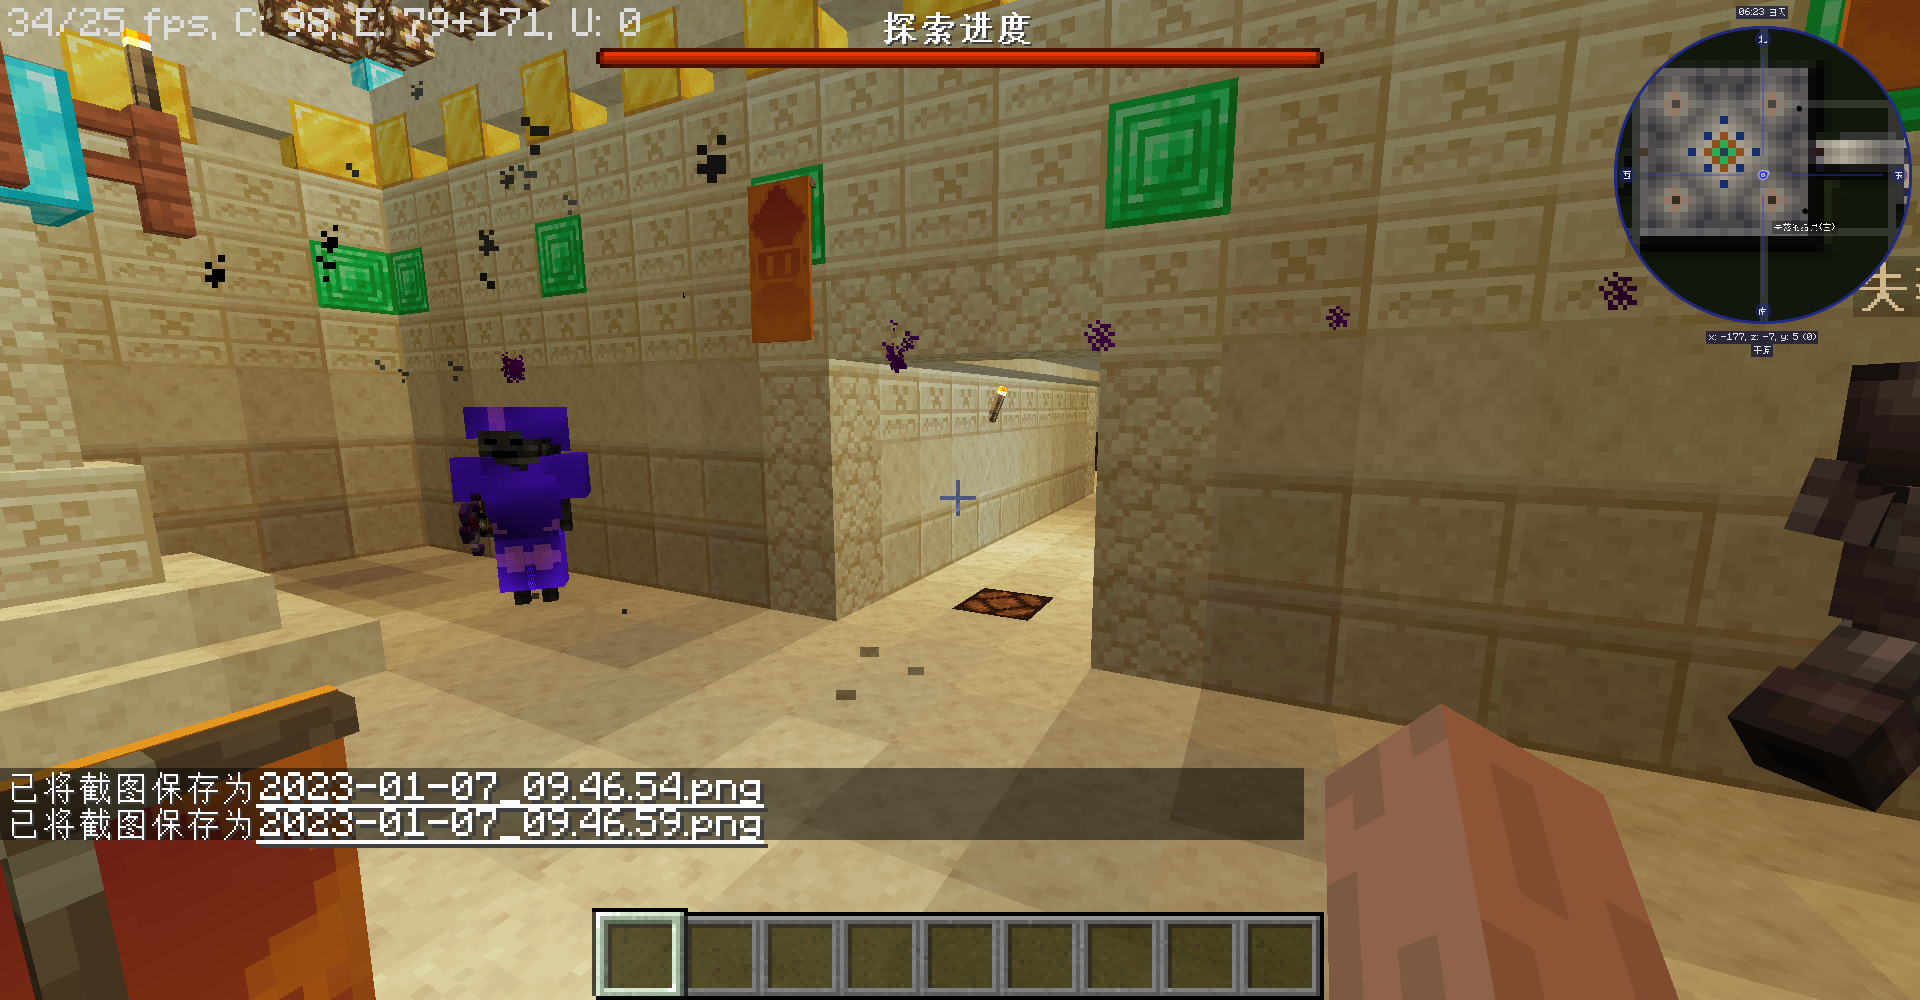 34/25 fps, C: 98, E: 79+171, U: 0
探索进度
06:23 白天
北
西
东
南
x: -177, z: -7, y: 5 (0)
平原
失
已将截图保存为2023-01-07_09.46.54.png
已将截图保存为2023-01-07_09.46.59.png